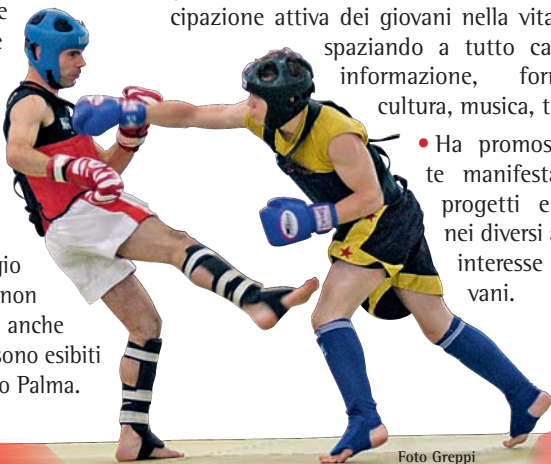 e
e
gio
non
anche
sono esibiti
o Palma.
cipazione attiva dei giovani nella vita
spaziando a tutto ca
informazione, for
cultura, musica, t
• Ha promos
te manifesta
progetti e
nei diversi a
interesse
vani.
Foto Greppi